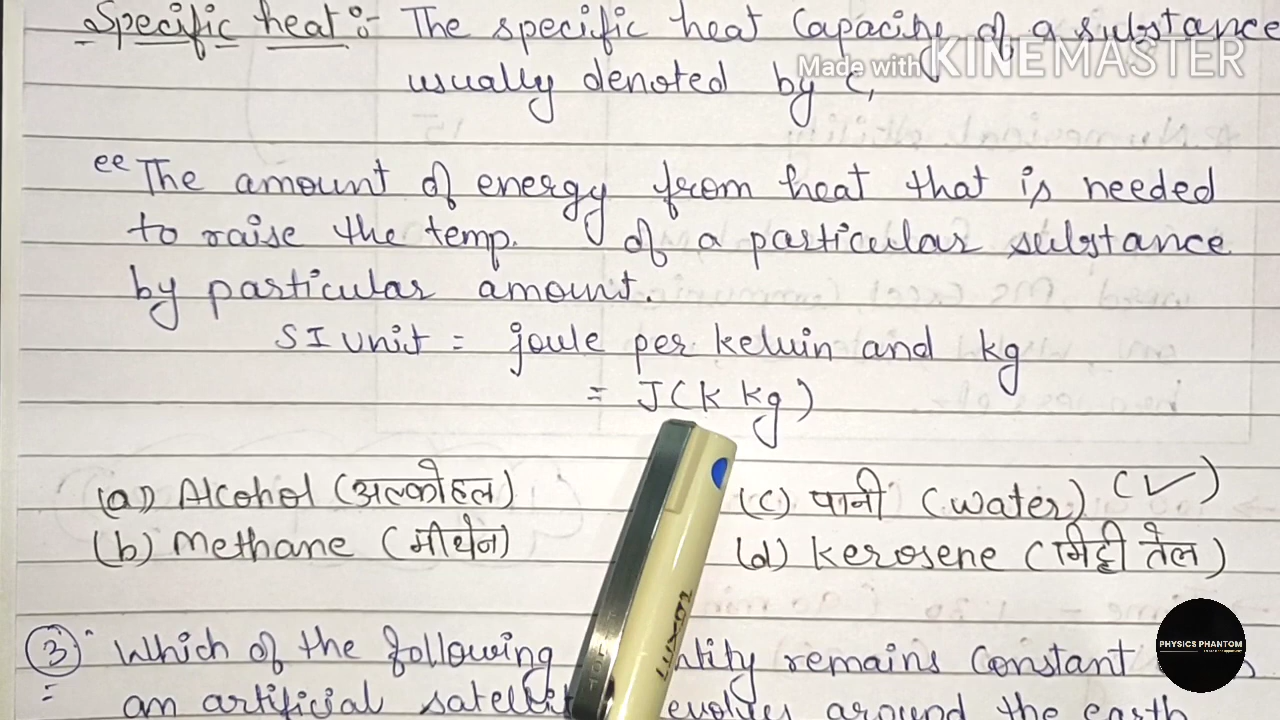 Specific heat :- The specific heat Capacity of a substance
Made with KINEMASTER
usually denoted by c,
"The amount of energy from heat that is needed
to raise the temp. of a particular substance
by particular amount.
SI unit = joule per kelvin and kg
= J(K kg)
(a) Alcohol (अल्कोहल)
(c) पानी (water) (✓)
(b) Methane (मीथेन)
(d) Kerosene (मिट्टी तेल)
PHYSICS PHANTOM
(3) Which of the following remains Constant
an artificial around the earth
LUXOR